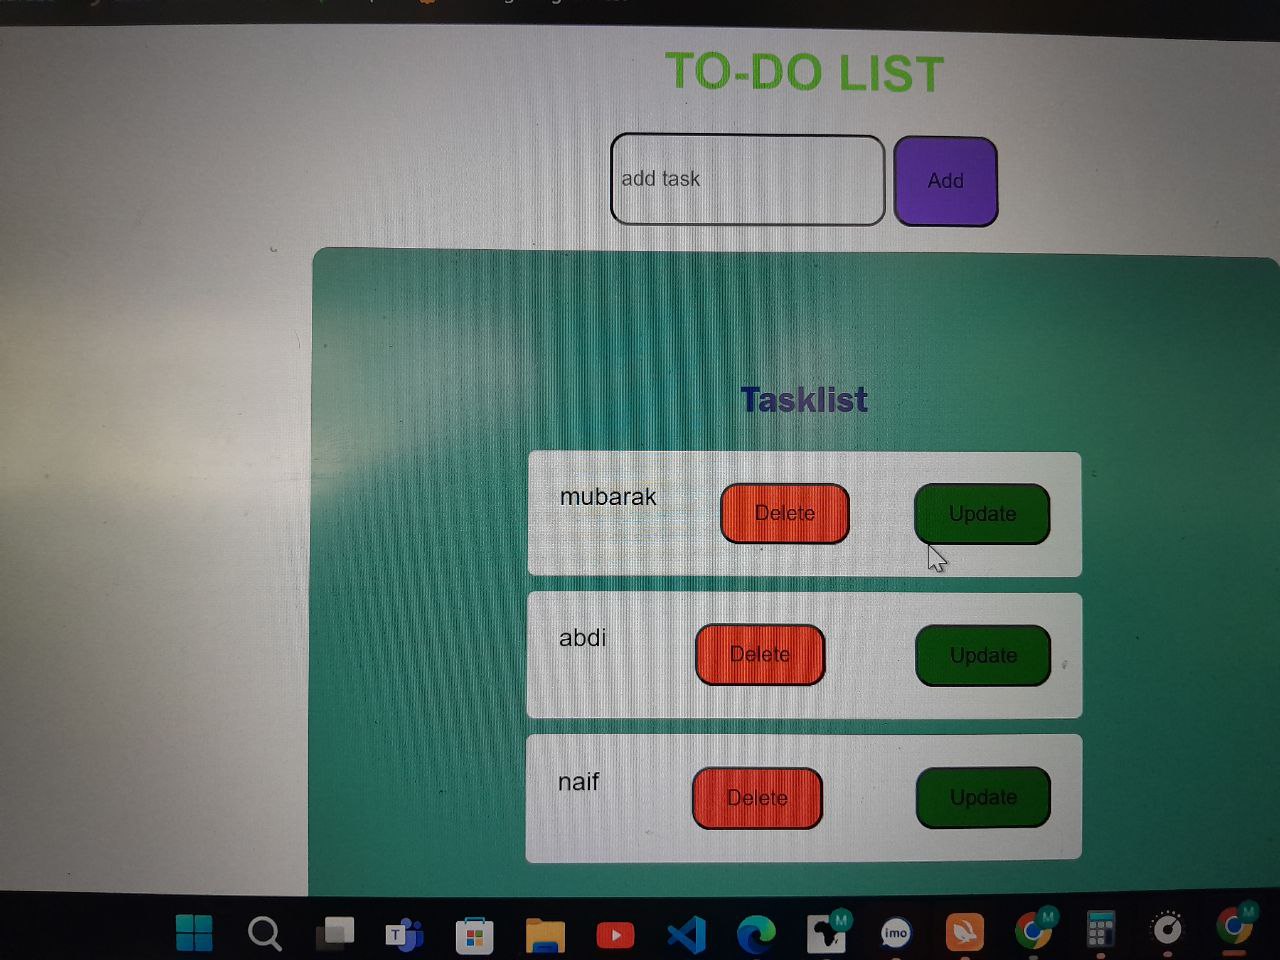 TO-DO LIST
add task
Add
Tasklist
mubarak
Delete
Update
abdi
Delete
Update
naif
Delete
Update
T
imo
M
M
M